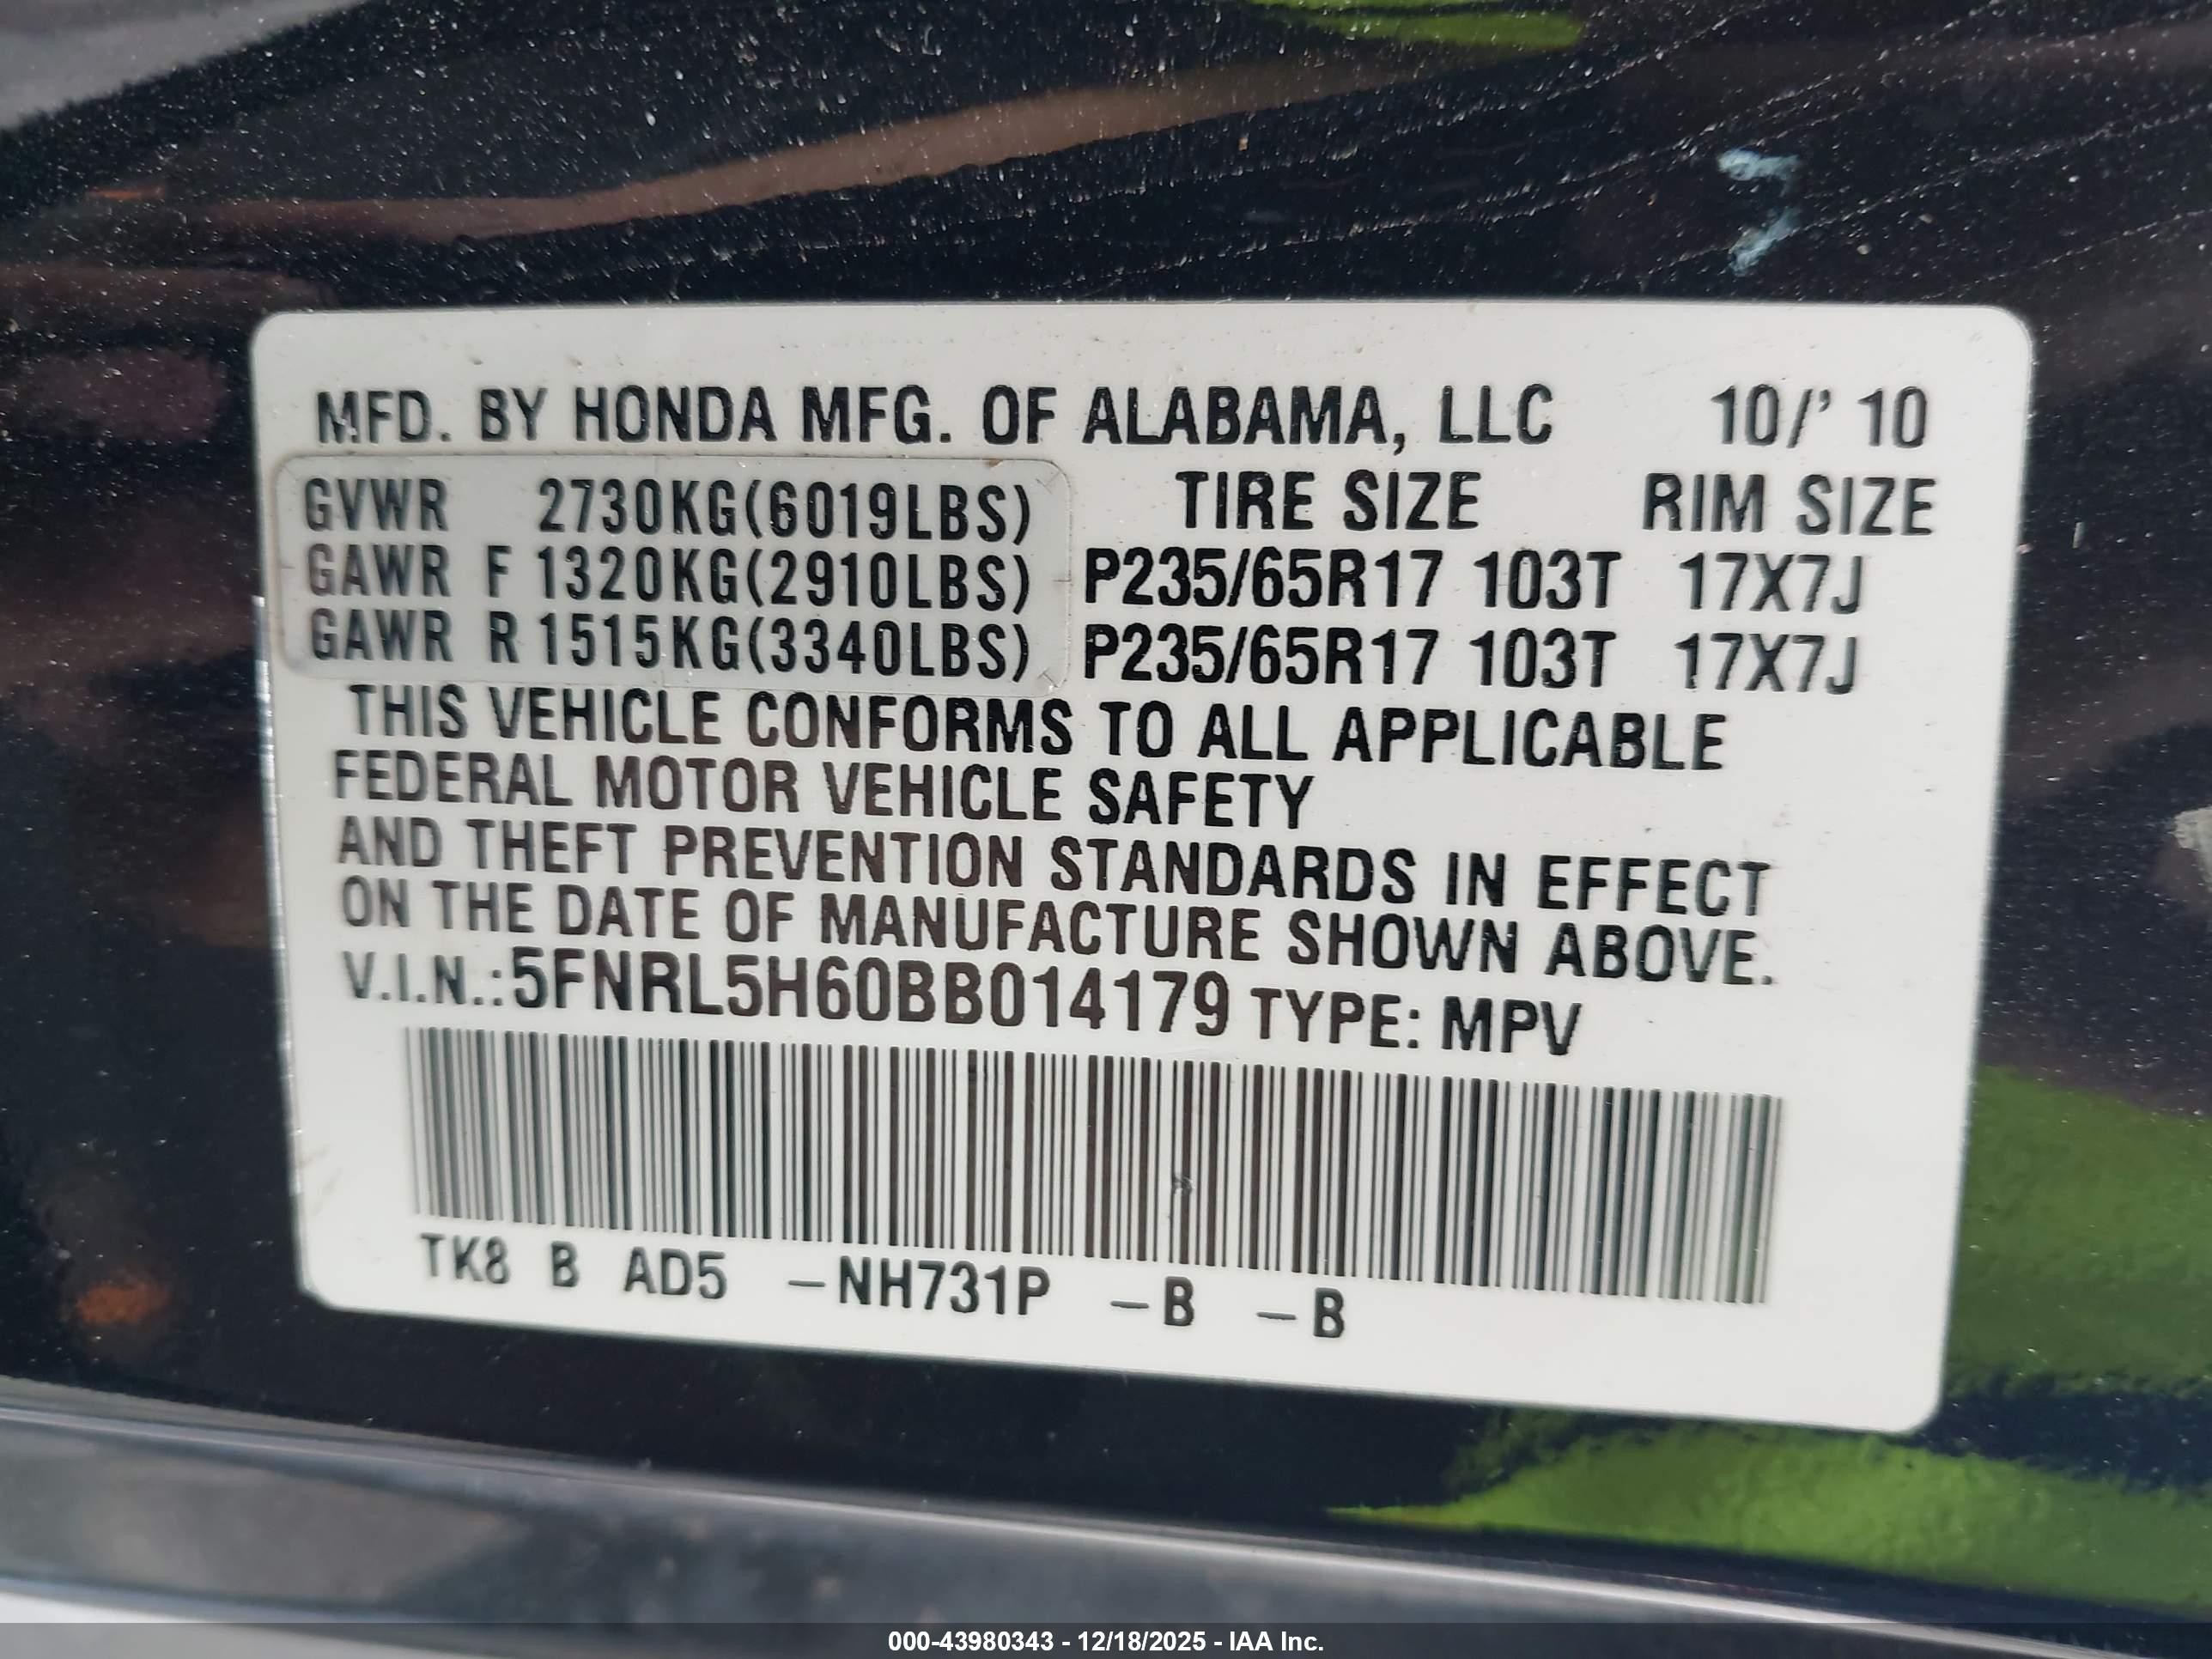 MFD. BY HONDA MFG. OF ALABAMA, LLC 10/' 10
GVWR 2730KG(6019LBS) TIRE SIZE RIM SIZE
GAWR F 1320KG(2910LBS) P235/65R17 103T 17X7J
GAWR R 1515KG(3340LBS) P235/65R17 103T 17X7J
THIS VEHICLE CONFORMS TO ALL APPLICABLE
FEDERAL MOTOR VEHICLE SAFETY
AND THEFT PREVENTION STANDARDS IN EFFECT
ON THE DATE OF MANUFACTURE SHOWN ABOVE.
V.I.N.:5FNRL5H60BB014179 TYPE: MPV
TK8 B AD5 –NH731P –B –B
000-43980343 - 12/18/2025 - IAA Inc.